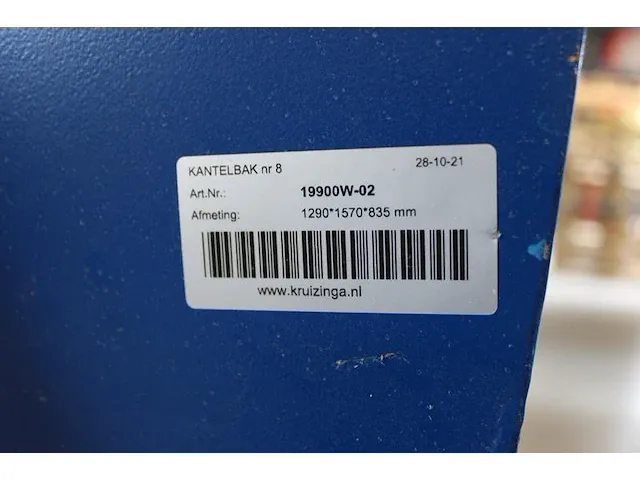 KANTELBAK nr 8 28-10-21
Art.Nr.: 19900W-02
Afmeting: 1290*1570*835 mm
www.kruizinga.nl